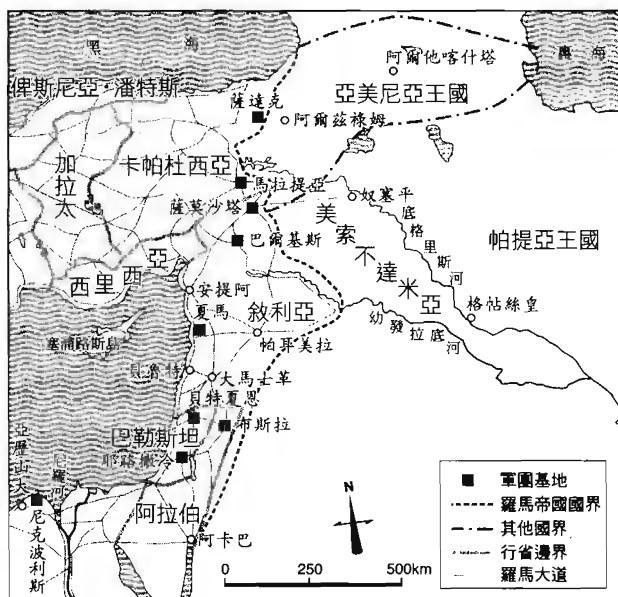 黑海
裡海
俾斯尼亞·潘特斯
阿爾他喀什塔
亞美尼亞王國
薩達克
阿爾茲祿姆
加拉太
卡帕杜西亞
馬拉提亞
奴塞平
薩莫沙塔
美索不達米亞
底格里斯河
帕提亞王國
巴爾基斯
西里西亞
安提阿
夏馬
敘利亞
格帖絲皇
幼發拉底河
塞浦路斯島
帕耳美拉
貝魯特
大馬士革
貝特夏恩
布斯拉
巴勒斯坦
耶路撒冷
亞歷山大
尼羅河
尼克波利斯
阿拉伯
阿卡巴
N
0 250 500km
軍團基地
羅馬帝國國界
其他國界
行省邊界
羅馬大道